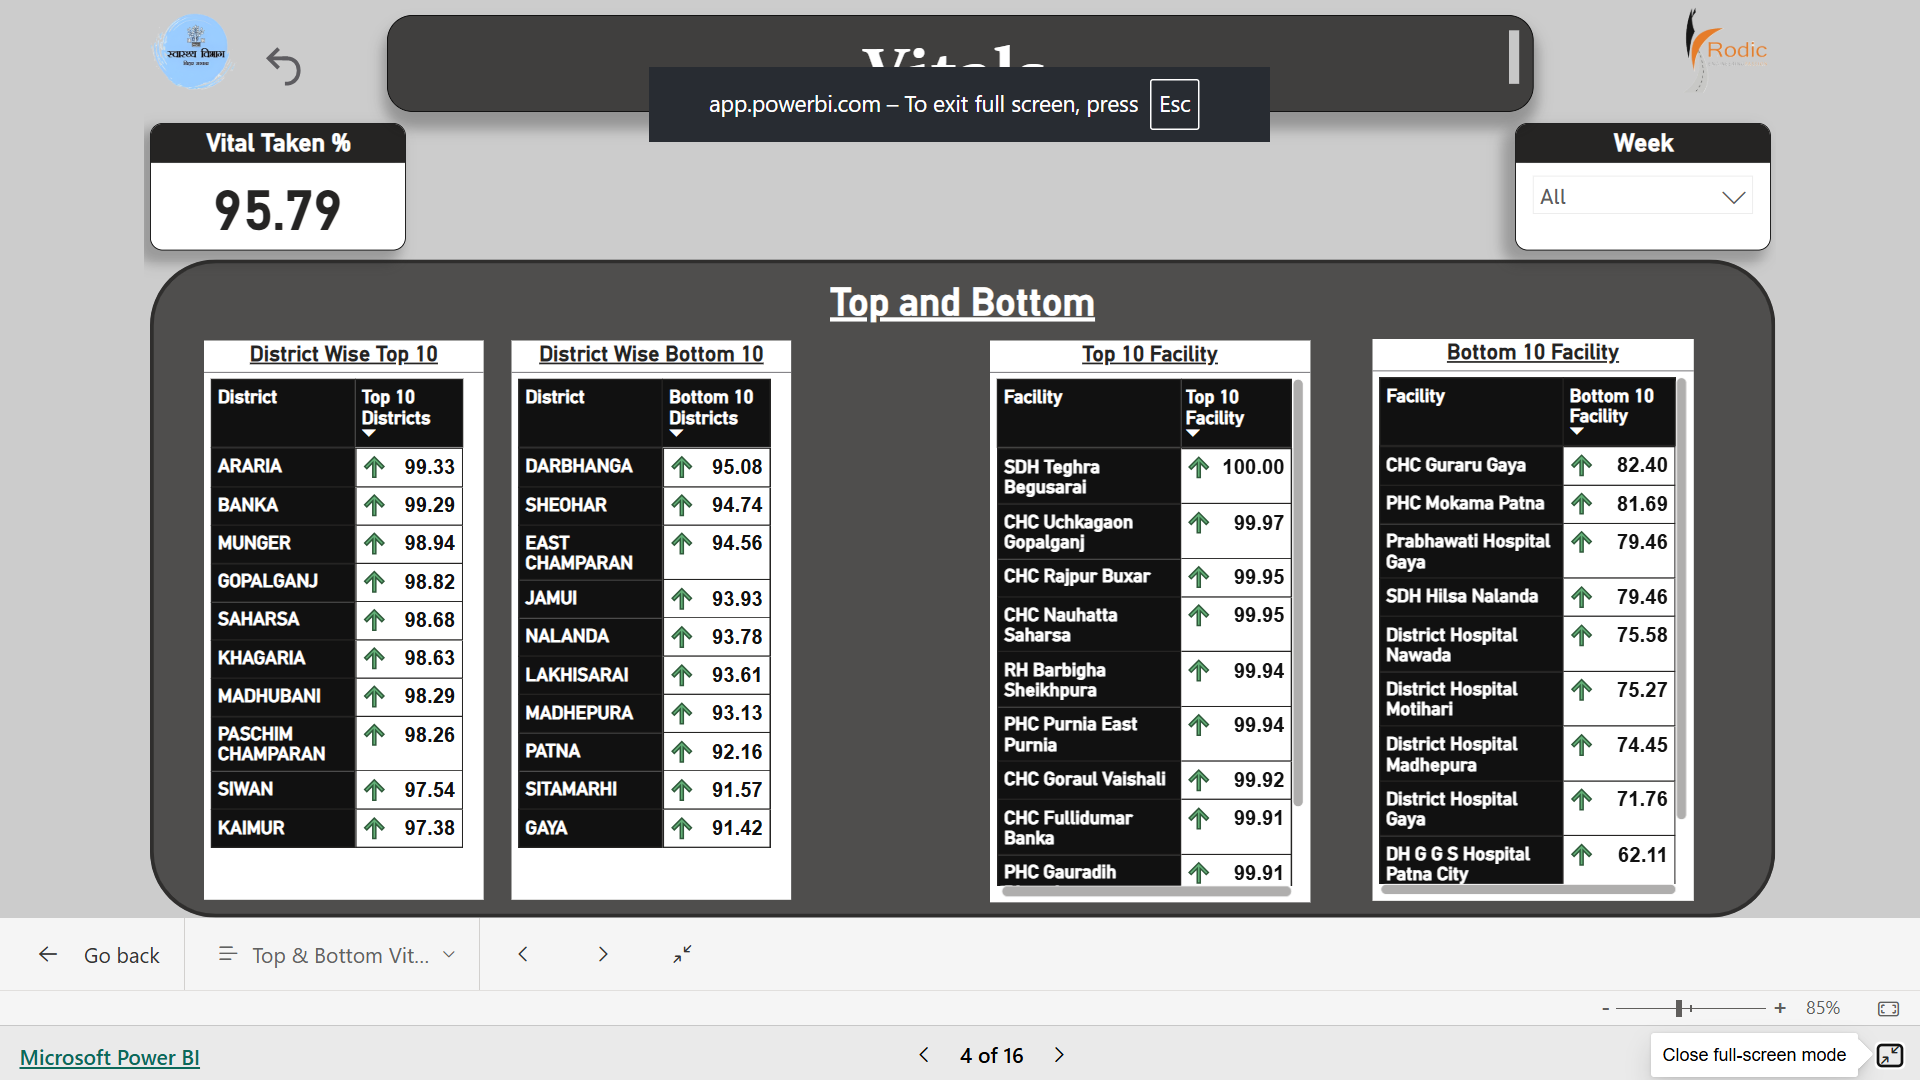 स्वास्थ्य विभाग
Vitals
Rodic
app.powerbi.com – To exit full screen, press Esc
Vital Taken %
95.79
Week
All
Top and Bottom
District Wise Top 10
District Top 10 Districts
ARARIA 99.33
BANKA 99.29
MUNGER 98.94
GOPALGANJ 98.82
SAHARSA 98.68
KHAGARIA 98.63
MADHUBANI 98.29
PASCHIM CHAMPARAN 98.26
SIWAN 97.54
KAIMUR 97.38
District Wise Bottom 10
District Bottom 10 Districts
DARBHANGA 95.08
SHEOHAR 94.74
EAST CHAMPARAN 94.56
JAMUI 93.93
NALANDA 93.78
LAKHISARAI 93.61
MADHEPURA 93.13
PATNA 92.16
SITAMARHI 91.57
GAYA 91.42
Top 10 Facility
Facility Top 10 Facility
SDH Teghra Begusarai 100.00
CHC Uchkagaon Gopalganj 99.97
CHC Rajpur Buxar 99.95
CHC Nauhatta Saharsa 99.95
RH Barbigha Sheikhpura 99.94
PHC Purnia East Purnia 99.94
CHC Goraul Vaishali 99.92
CHC Fullidumar Banka 99.91
PHC Gauradih 99.91
Bottom 10 Facility
Facility Bottom 10 Facility
CHC Guraru Gaya 82.40
PHC Mokama Patna 81.69
Prabhawati Hospital Gaya 79.46
SDH Hilsa Nalanda 79.46
District Hospital Nawada 75.58
District Hospital Motihari 75.27
District Hospital Madhepura 74.45
District Hospital Gaya 71.76
DH G G S Hospital Patna City 62.11
Go back
Top & Bottom Vit...
- + 85%
Microsoft Power BI
4 of 16
Close full-screen mode